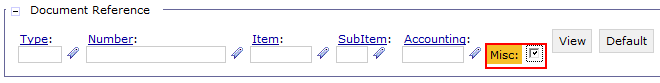 Document Reference
Type: Number: Item: SubItem: Accounting: Misc: View Default